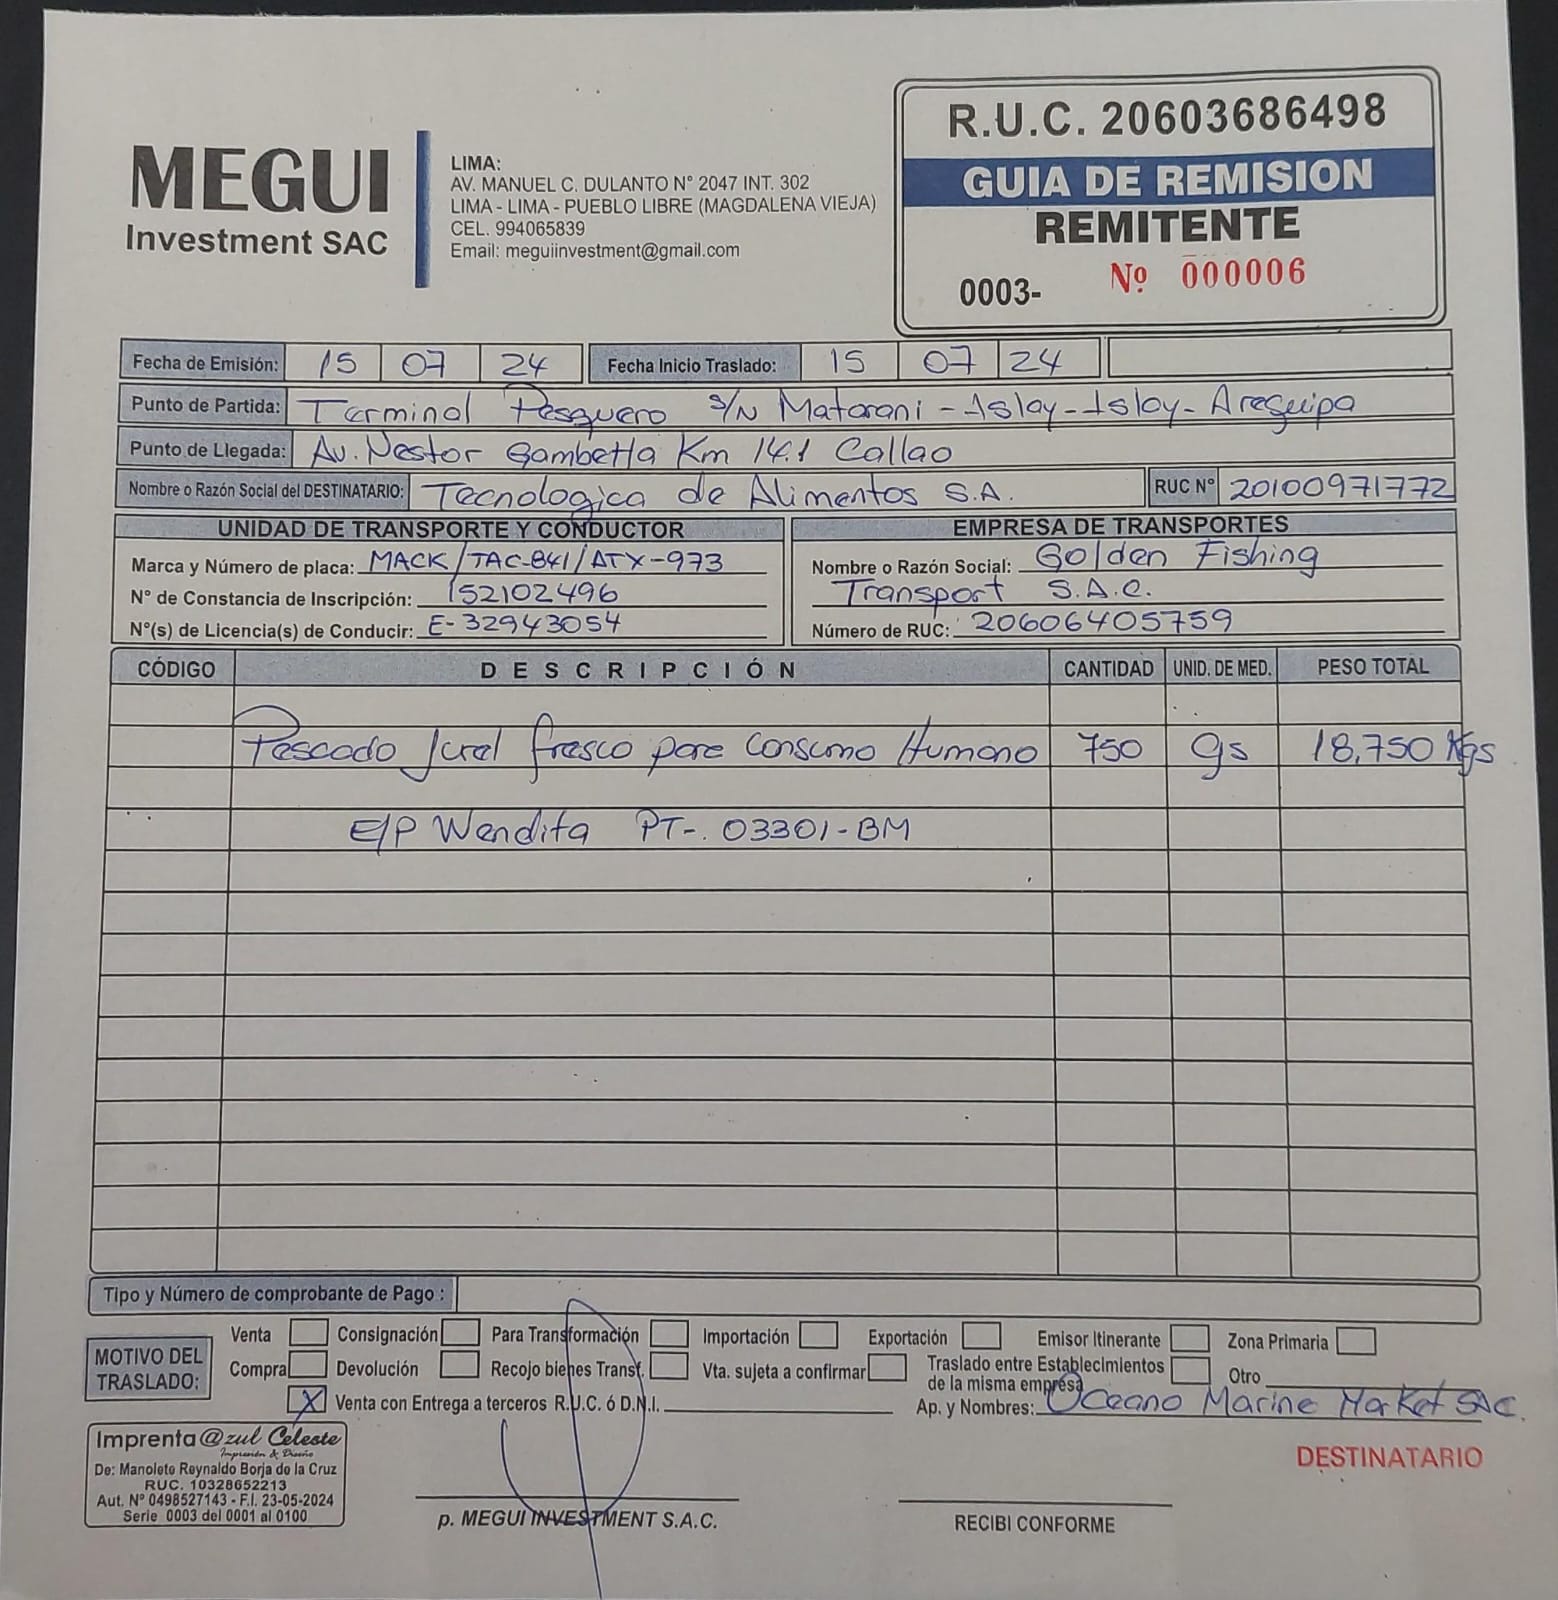 MEGUI
Investment SAC
LIMA:
AV. MANUEL C. DULANTO N° 2047 INT. 302
LIMA - LIMA - PUEBLO LIBRE (MAGDALENA VIEJA)
CEL. 994065839
Email: meguiinvestment@gmail.com
R.U.C. 20603686498
GUIA DE REMISION
REMITENTE
0003- Nº 000006
Fecha de Emisión: 15 07 24 Fecha Inicio Traslado: 15 07 24
Punto de Partida: Terminal Pesquero S/N Matarani - Islay - Islay - Arequipa
Punto de Llegada: Av. Nestor Gambetta Km 14.1 Callao
Nombre o Razón Social del DESTINATARIO: Tecnologica de Alimentos S.A. RUC N° 20100971772
UNIDAD DE TRANSPORTE Y CONDUCTOR
Marca y Número de placa: MACK/TAC-841/ATX-973
N° de Constancia de Inscripción: 152102496
N°(s) de Licencia(s) de Conducir: E-32943054
EMPRESA DE TRANSPORTES
Nombre o Razón Social: Golden Fishing
Transport S.A.C.
Número de RUC: 20606405759
CÓDIGO DESCRIPCIÓN CANTIDAD UNID. DE MED. PESO TOTAL
Pescado Jurel fresco para Consumo Humano 750 gs 18,750 Kgs
E/P Wendita PT-. 03301-BM
Tipo y Número de comprobante de Pago :
MOTIVO DEL TRASLADO:
Venta Consignación Para Transformación Importación Exportación Emisor Itinerante Zona Primaria
Compra Devolución Recojo bienes Transf. Vta. sujeta a confirmar Traslado entre Establecimientos de la misma empresa Otro
X Venta con Entrega a terceros R.U.C. ó D.N.I. Ap. y Nombres: Oceano Marine Market SAC.
Imprenta @zul Celeste
Impresión & Diseño
De: Manolete Reynaldo Borja de la Cruz
RUC. 10328652213
Aut. N° 0498527143 - F.I. 23-05-2024
Serie 0003 del 0001 al 0100
p. MEGUI INVESTMENT S.A.C.
DESTINATARIO
RECIBI CONFORME